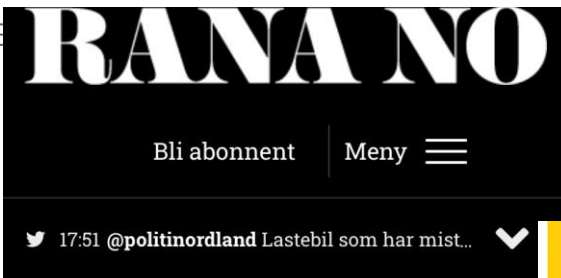 RANA NO
Bli abonnent Meny
17:51 @politinordland Lastebil som har mist...